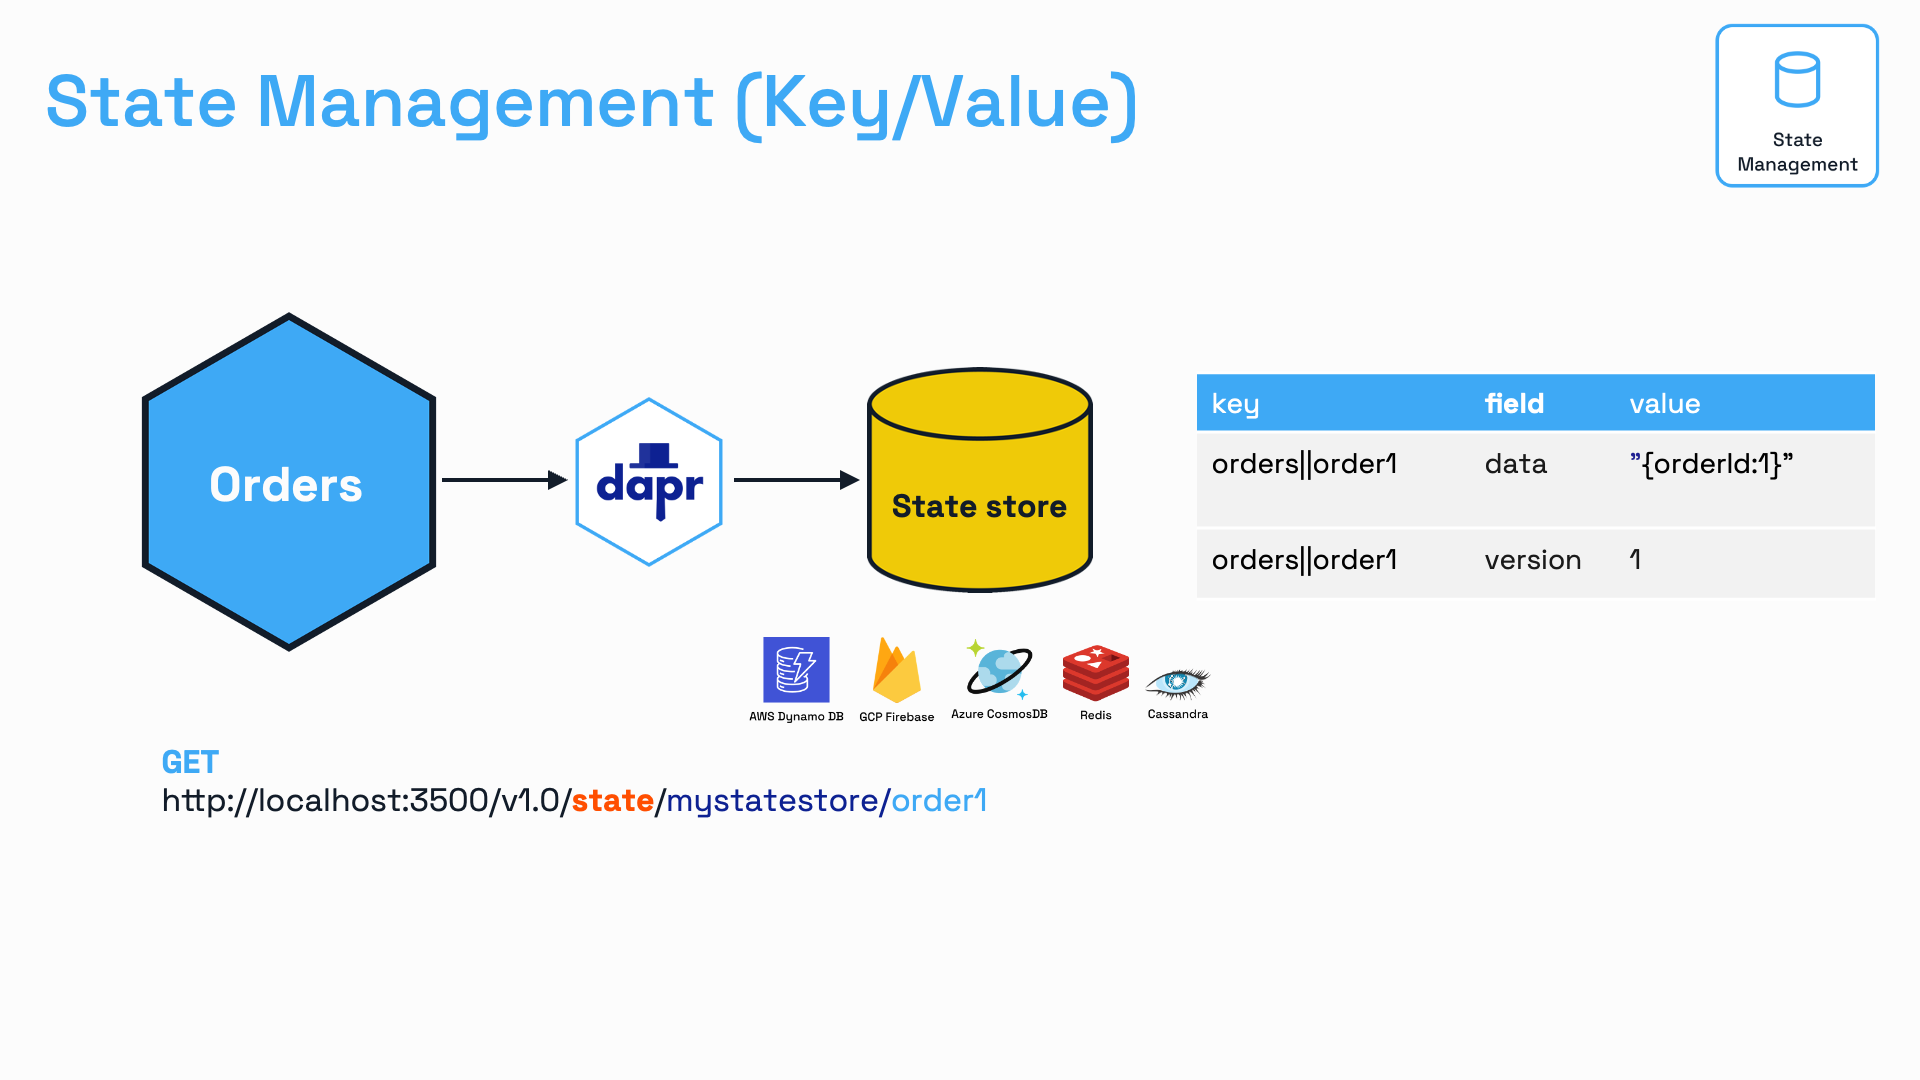 State Management (Key/Value)
State
Management
Orders
dapr
State store
key field value
orders||order1 data ”{orderId:1}”
orders||order1 version 1
AWS Dynamo DB GCP Firebase Azure CosmosDB Redis Cassandra
GET
http://localhost:3500/v1.0/state/mystatestore/order1